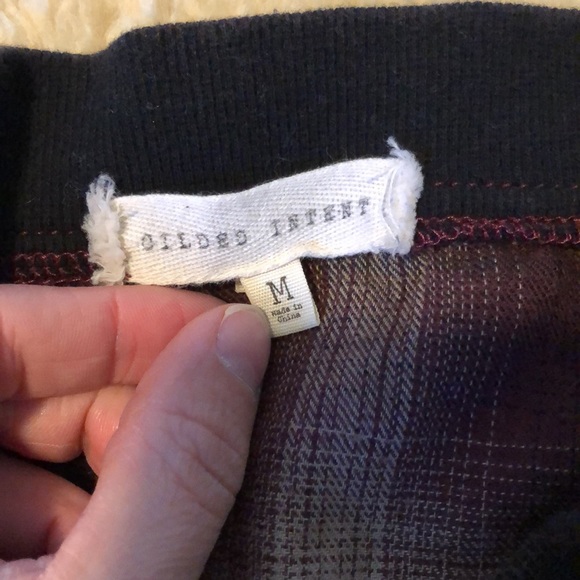 GILDED INTENT
M
Made in
China